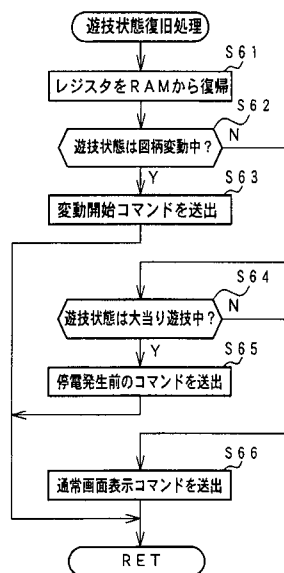 遊技状態復旧処理
S61
レジスタをRAMから復帰
S62
遊技状態は図柄変動中?
N
Y
S63
変動開始コマンドを送出
S64
遊技状態は大当り遊技中?
N
Y
S65
停電発生前のコマンドを送出
S66
通常画面表示コマンドを送出
RET